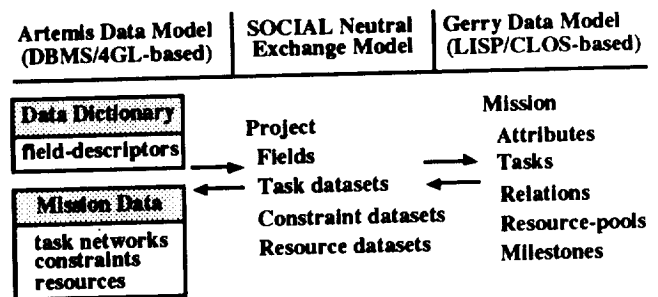 Artemis Data Model
(DBMS/4GL-based)
SOCIAL Neutral
Exchange Model
Gerry Data Model
(LISP/CLOS-based)
Data Dictionary
field-descriptors
Mission Data
task networks
constraints
resources
Project
Fields
Task datasets
Constraint datasets
Resource datasets
Mission
Attributes
Tasks
Relations
Resource-pools
Milestones